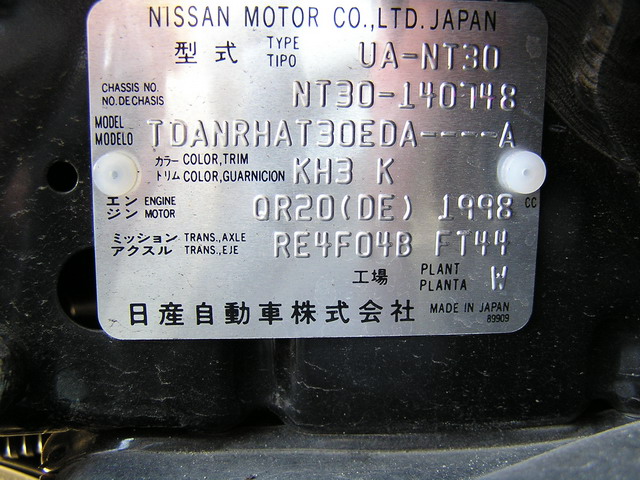 NISSAN MOTOR CO.,LTD. JAPAN
型式 TYPE TIPO UA-NT30
CHASSIS NO. NO.DE CHASIS NT30-140748
MODEL MODELO TDANRHAT30EDA----A
カラー COLOR,TRIM
トリム COLOR,GUARNICION KH3 K
エンジン ENGINE MOTOR QR20(DE) 1998 CC
ミッション TRANS.,AXLE
アクスル TRANS.,EJE RE4F04B FT44
工場 PLANT PLANTA W
日産自動車株式会社 MADE IN JAPAN
89909